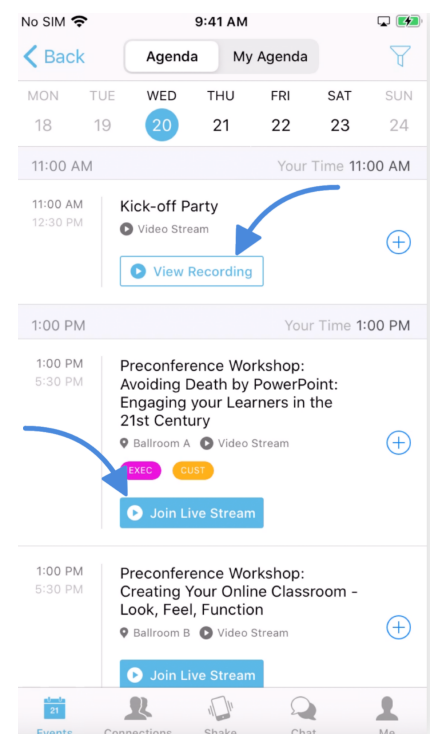 No SIM 9:41 AM
Back Agenda My Agenda
MON TUE WED THU FRI SAT SUN
18 19 20 21 22 23 24
11:00 AM Your Time 11:00 AM
11:00 AM
12:30 PM
Kick-off Party
Video Stream
View Recording
1:00 PM Your Time 1:00 PM
1:00 PM
5:30 PM
Preconference Workshop:
Avoiding Death by PowerPoint:
Engaging your Learners in the
21st Century
Ballroom A Video Stream
EXEC CUST
Join Live Stream
1:00 PM
5:30 PM
Preconference Workshop:
Creating Your Online Classroom -
Look, Feel, Function
Ballroom B Video Stream
Join Live Stream
21
Events Connections Shake Chat Me